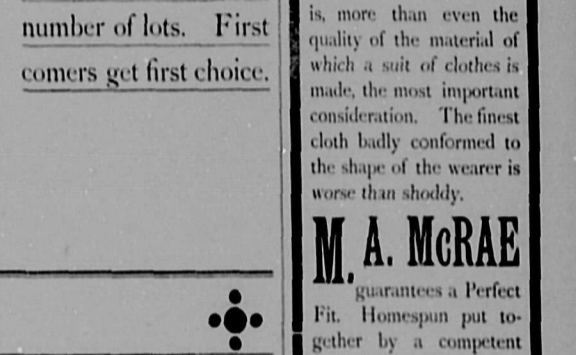 number of lots. First
comers get first choice.
is, more than even the
quality of the material of
which a suit of clothes is
made, the most important
consideration. The finest
cloth badly conformed to
the shape of the wearer is
worse than shoddy.
M. A. McRAE
guarantees a Perfect
Fit. Homespun put to-
gether by a competent